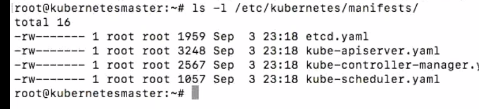 root@kubernetesmaster:~# ls -l /etc/kubernetes/manifests/
total 16
-rw------- 1 root root 1959 Sep  3 23:18 etcd.yaml
-rw------- 1 root root 3248 Sep  3 23:18 kube-apiserver.yaml
-rw------- 1 root root 2567 Sep  3 23:18 kube-controller-manager.y
-rw------- 1 root root 1057 Sep  3 23:18 kube-scheduler.yaml
root@kubernetesmaster:~#